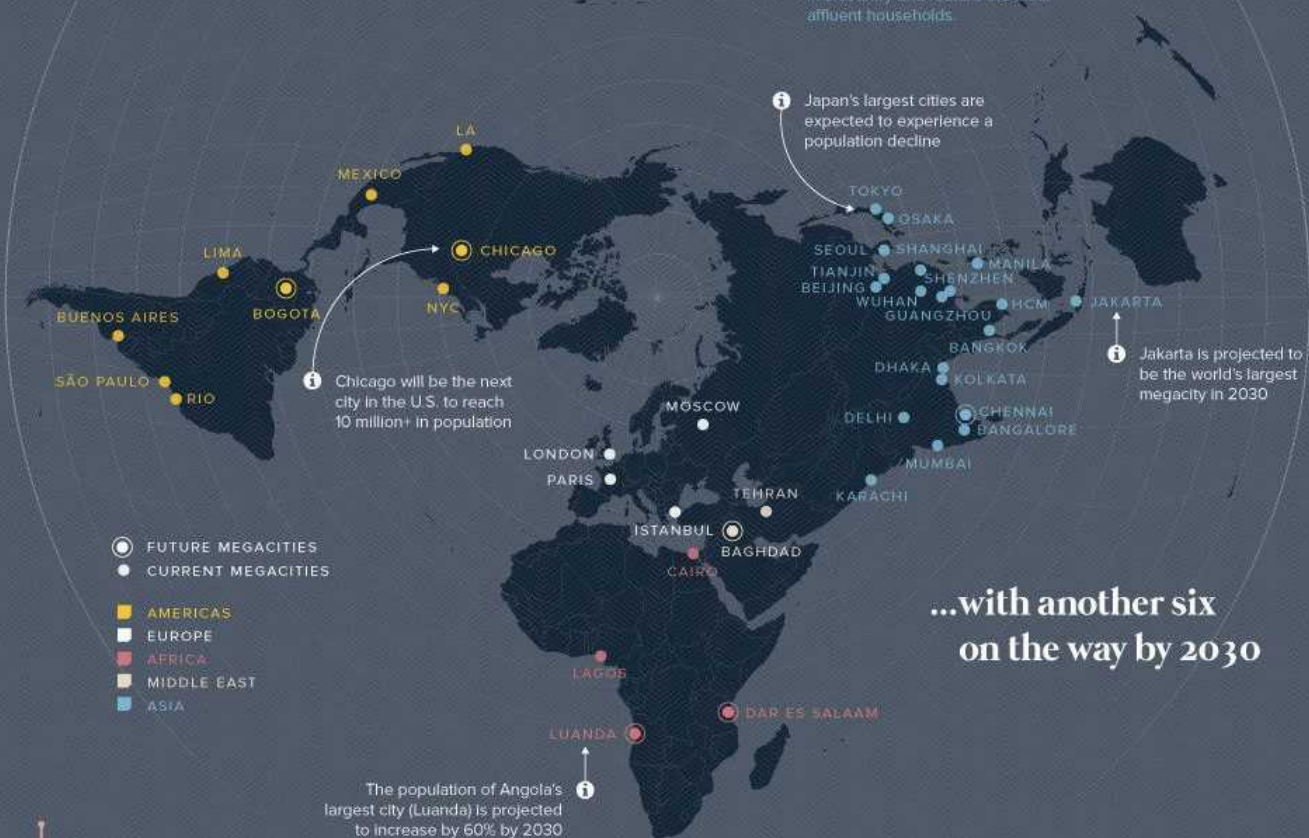 affluent households.
Japan's largest cities are
expected to experience a
population decline
LA
MEXICO
TOKYO
OSAKA
LIMA
CHICAGO
SEOUL
SHANGHAI
MANILA
TIANJIN
SHENZHEN
BEIJING
WUHAN
JAKARTA
HCM
BOGOTÁ
NYC
GUANGZHOU
BUENOS AIRES
BANGKOK
DHAKA
KOLKATA
SÃO PAULO
RIO
Chicago will be the next
city in the U.S. to reach
10 million+ in population
Jakarta is projected to
be the world's largest
megacity in 2030
MOSCOW
DELHI
CHENNAI
BANGALORE
LONDON
MUMBAI
PARIS
TEHRAN
KARACHI
ISTANBUL
BAGHDAD
CAIRO
FUTURE MEGACITIES
CURRENT MEGACITIES
AMERICAS
EUROPE
AFRICA
MIDDLE EAST
ASIA
...with another six
on the way by 2030
LAGOS
DAR ES SALAAM
LUANDA
The population of Angola's
largest city (Luanda) is projected
to increase by 60% by 2030